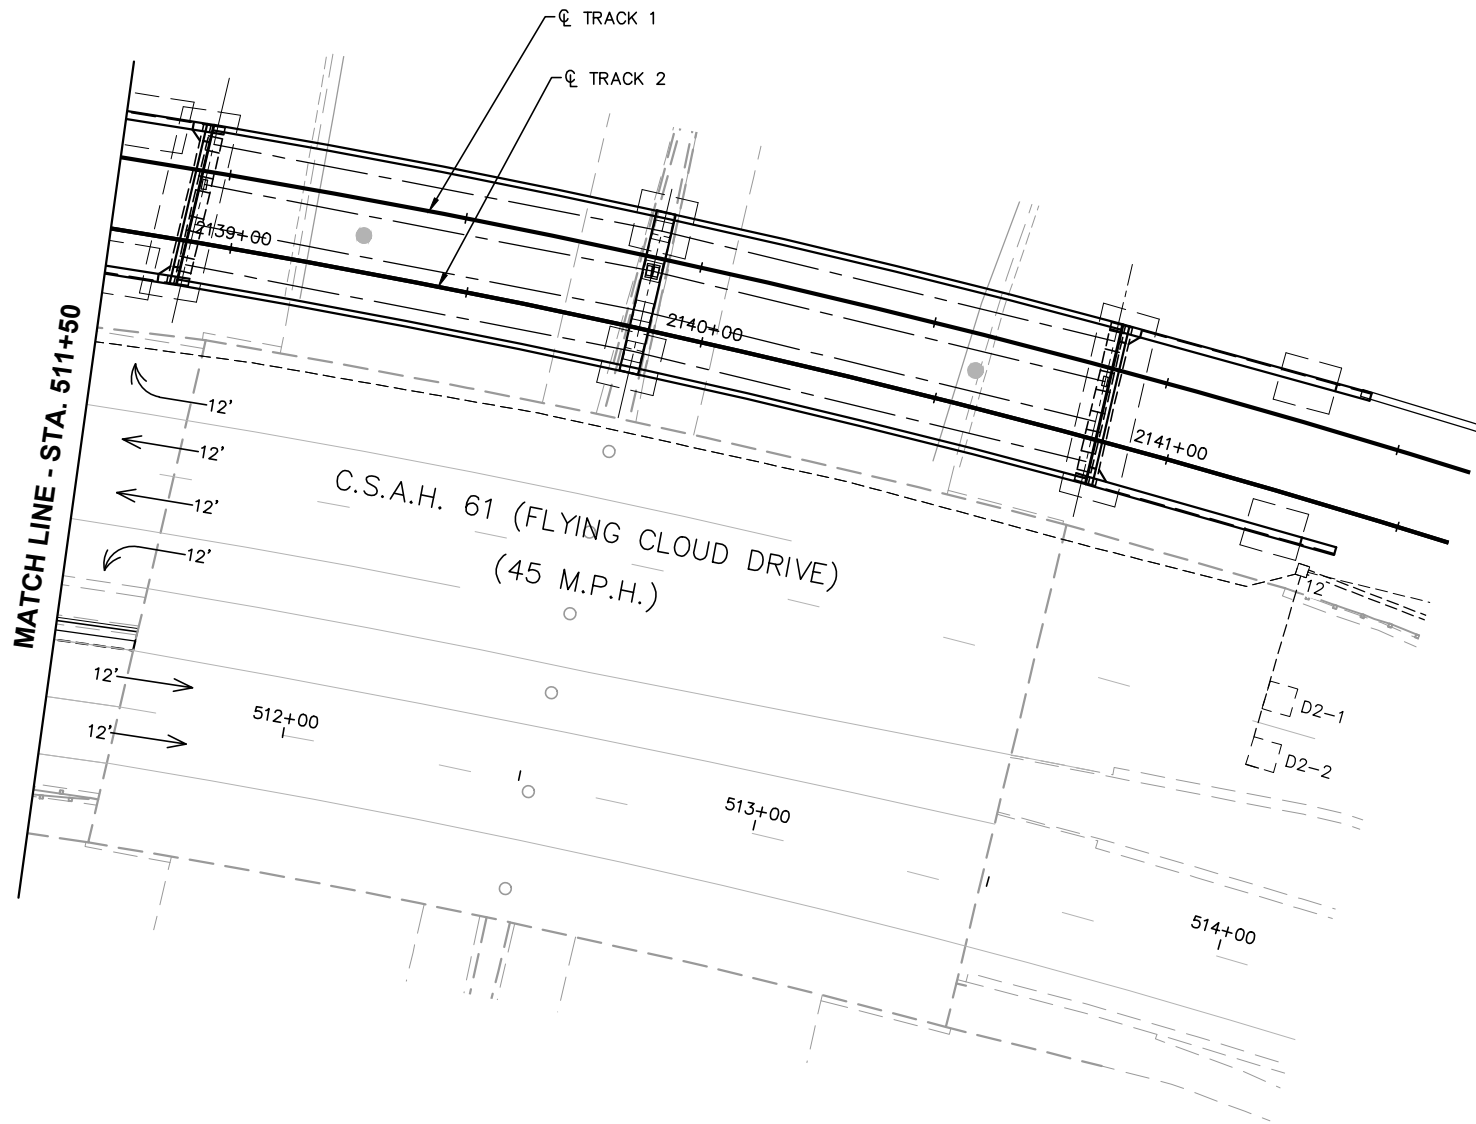 ℄ TRACK 1
℄ TRACK 2
2139+00
2140+00
2141+00
MATCH LINE - STA. 511+50
12'
12'
12'
12'
C.S.A.H. 61 (FLYING CLOUD DRIVE)
(45 M.P.H.)
12'
12'
12'
512+00
513+00
514+00
D2-1
D2-2